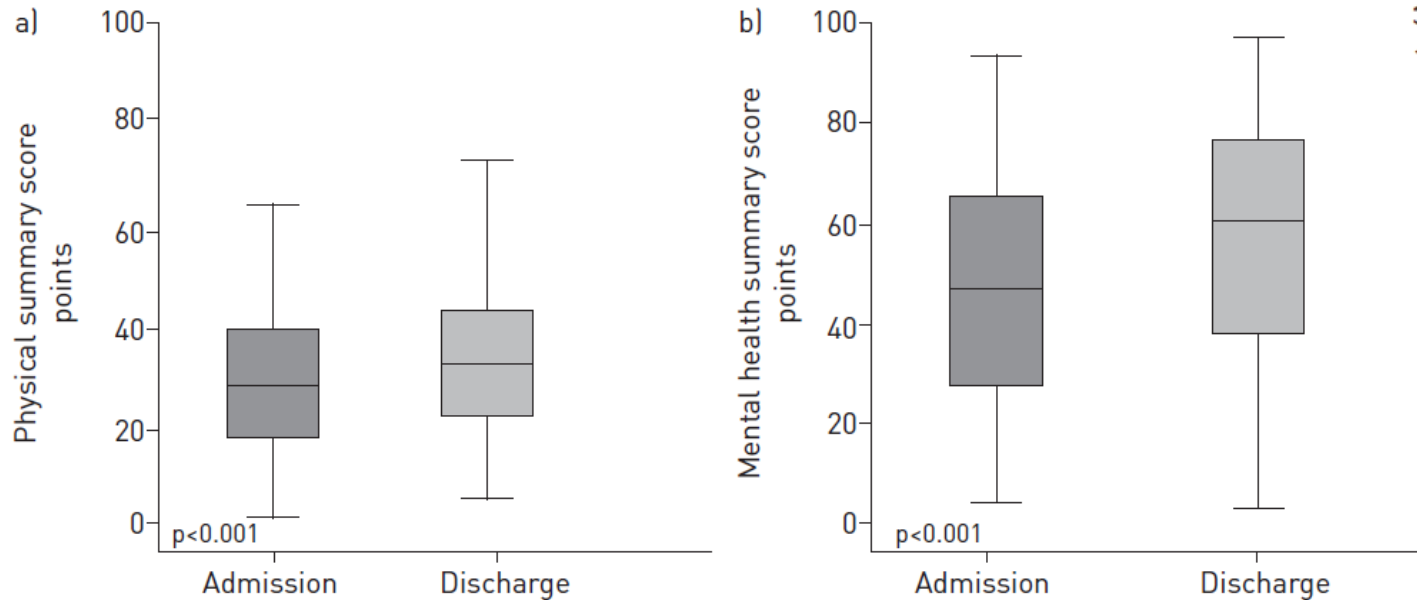 a)
Physical summary score
points
100
80
60
40
20
0
p<0.001
Admission
Discharge
b)
Mental health summary score
points
100
80
60
40
20
0
p<0.001
Admission
Discharge